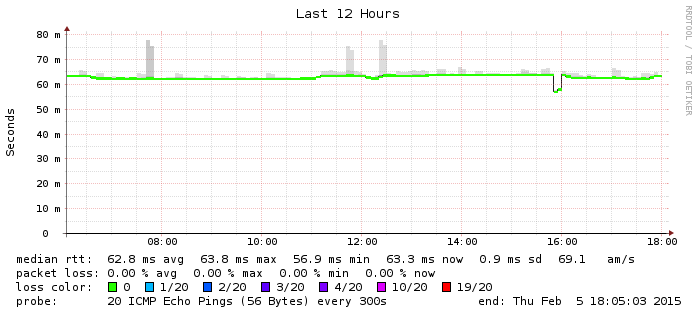 Last 12 Hours
RRDTOOL / TOBI OETIKER
Seconds
80 m
70 m
60 m
50 m
40 m
30 m
20 m
10 m
0
08:00 10:00 12:00 14:00 16:00 18:00
median rtt: 62.8 ms avg 63.8 ms max 56.9 ms min 63.3 ms now 0.9 ms sd 69.1 am/s
packet loss: 0.00 % avg 0.00 % max 0.00 % min 0.00 % now
loss color: 0 1/20 2/20 3/20 4/20 10/20 19/20
probe: 20 ICMP Echo Pings (56 Bytes) every 300s end: Thu Feb 5 18:05:03 2015